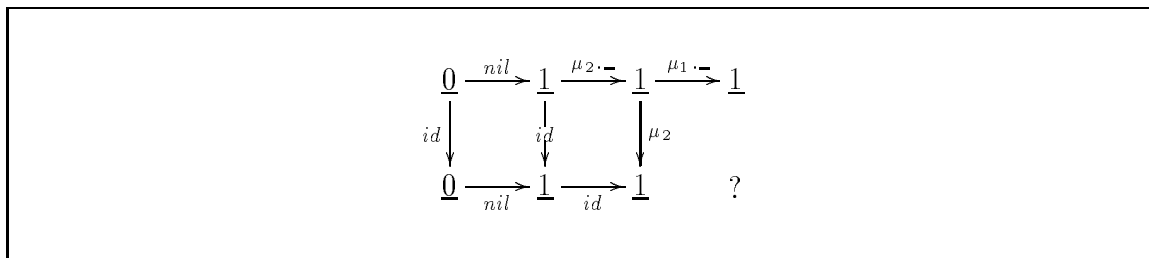 nil μ₂._ μ₁._
0 1 1 1
id id μ₂
0 1 1 ?
nil id